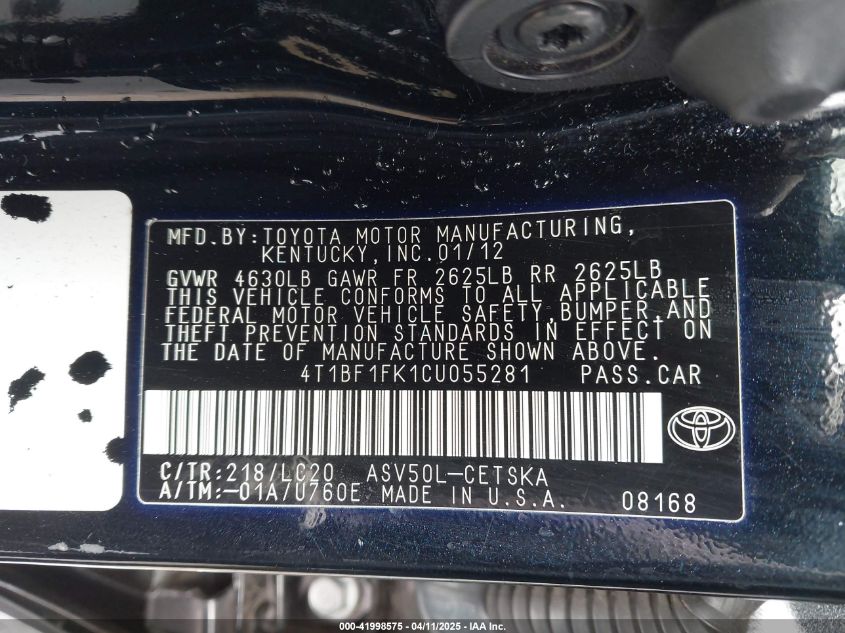 MFD. BY: TOYOTA MOTOR MANUFACTURING,
KENTUCKY, INC. 01/12
GVWR 4630LB GAWR FR 2625LB RR 2625LB
THIS VEHICLE CONFORMS TO ALL APPLICABLE
FEDERAL MOTOR VEHICLE SAFETY, BUMPER, AND
THEFT PREVENTION STANDARDS IN EFFECT ON
THE DATE OF MANUFACTURE SHOWN ABOVE.
4T1BF1FK1CU055281 PASS. CAR
C/TR: 218/LC20 ASV50L-CETSKA
A/TM: -01A/U760E MADE IN U.S.A. 08168
000-41998575 - 04/11/2025 - IAA Inc.